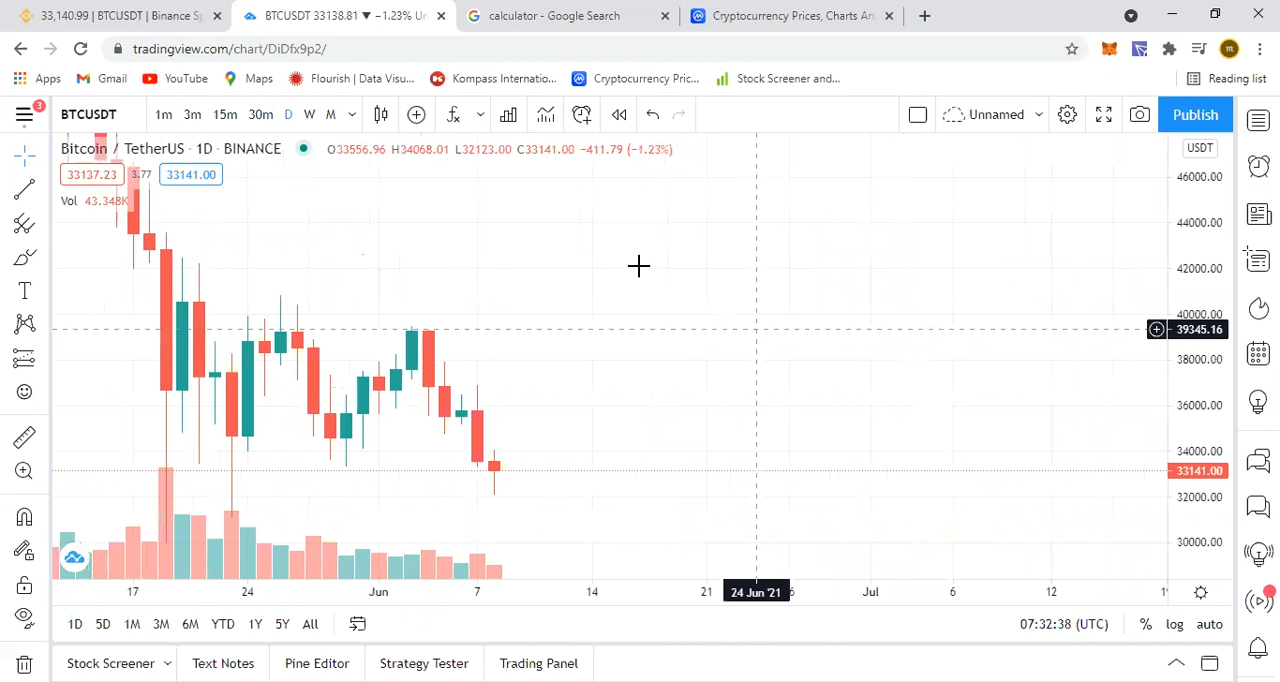 33,140.99 | BTCUSDT | Binance Sp
BTCUSDT 33138.81 ▼ −1.23% Un
calculator - Google Search
Cryptocurrency Prices, Charts An
tradingview.com/chart/DiDfx9p2/
m
Apps
Gmail
YouTube
Maps
Flourish | Data Visu...
Kompass Internatio...
Cryptocurrency Pric...
Stock Screener and...
Reading list
3
BTCUSDT
1m 3m 15m 30m D W M
Unnamed
Publish
Bitcoin / TetherUS · 1D · BINANCE
O33556.96 H34068.01 L32123.00 C33141.00 −411.79 (−1.23%)
USDT
33137.23 3.77 33141.00
Vol 43.348K
46000.00
44000.00
42000.00
40000.00
39345.16
38000.00
36000.00
34000.00
33141.00
32000.00
30000.00
17 24 Jun 7 14 21 24 Jun '21 6 Jul 6 12 1
1D 5D 1M 3M 6M YTD 1Y 5Y All
07:32:38 (UTC) % log auto
Stock Screener Text Notes Pine Editor Strategy Tester Trading Panel